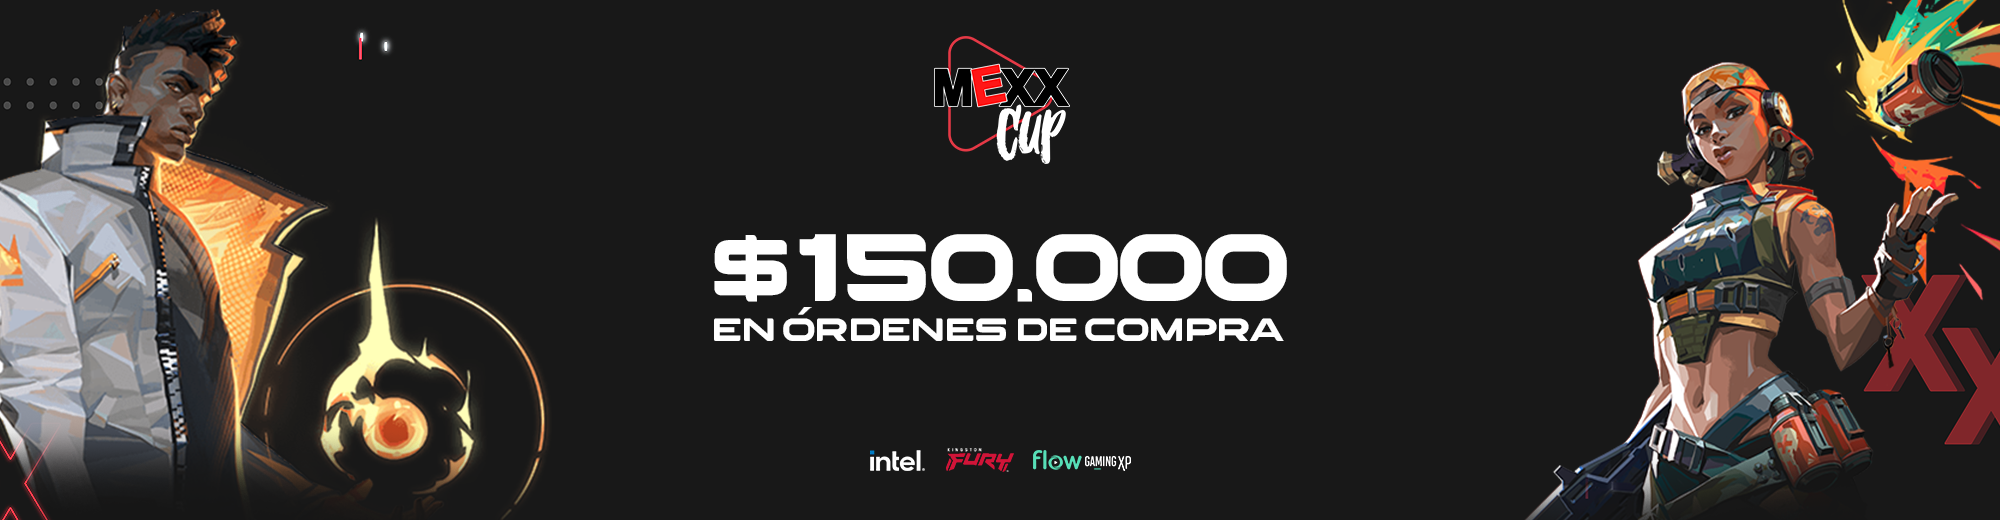 MEXX
CUP
$150.000
EN ÓRDENES DE COMPRA
intel.
KINGSTON
FURY
flow GAMING XP